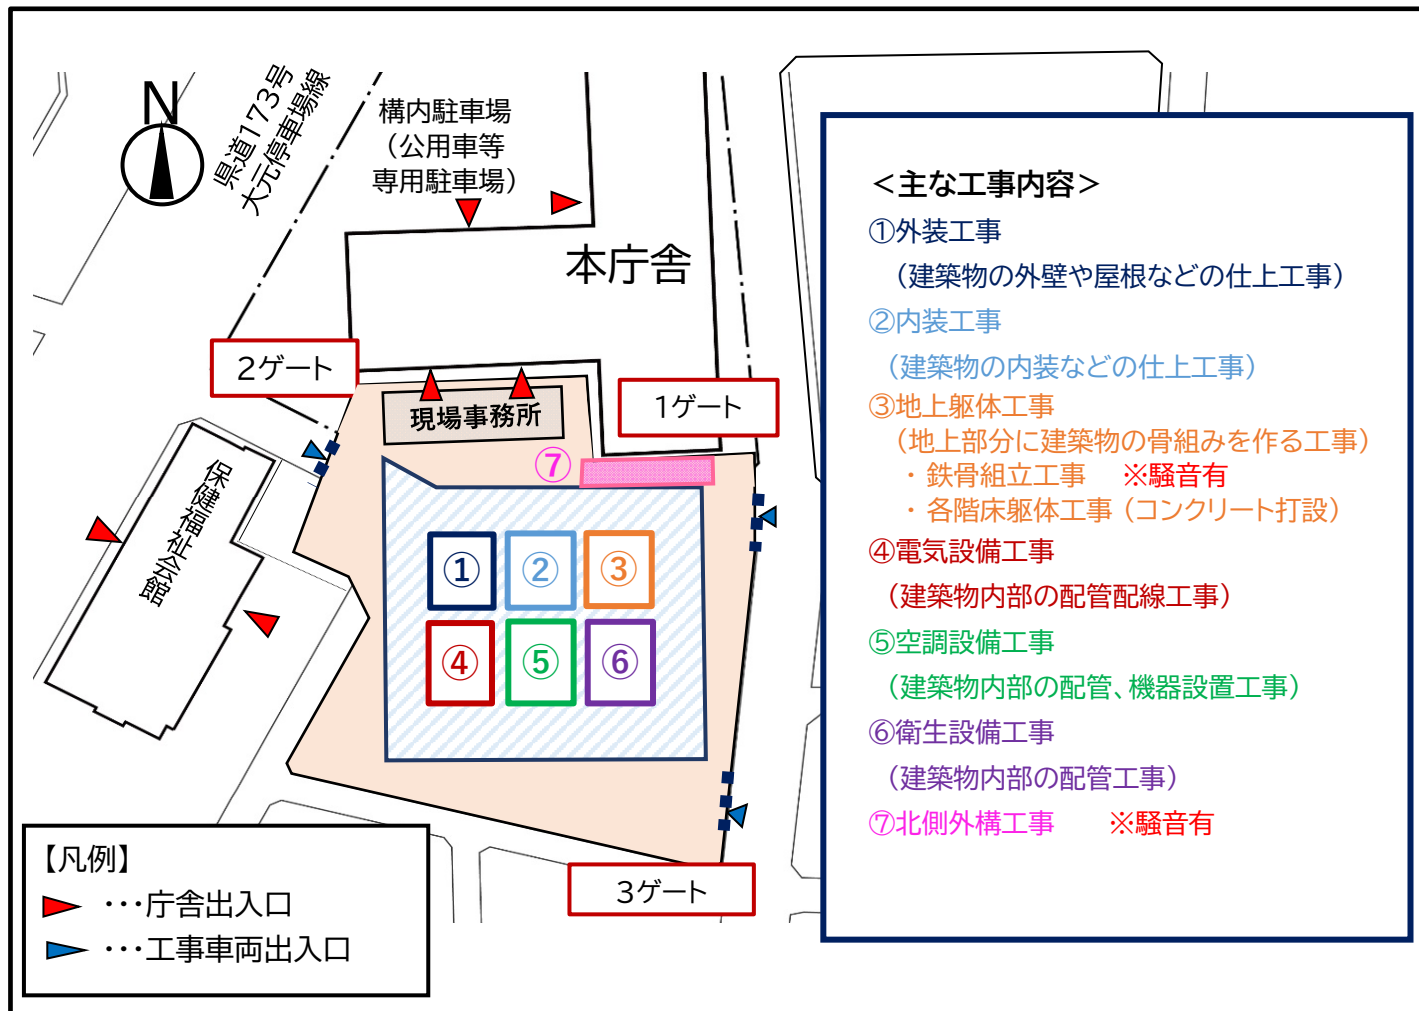 N
県道173号
大元停車場線
構内駐車場
（公用車等
専用駐車場）
本庁舎
2ゲート
1ゲート
現場事務所
⑦
保健福祉会館
①
②
③
④
⑤
⑥
3ゲート
【凡例】
･･･庁舎出入口
･･･工事車両出入口
＜主な工事内容＞
①外装工事
（建築物の外壁や屋根などの仕上工事）
②内装工事
（建築物の内装などの仕上工事）
③地上躯体工事
（地上部分に建築物の骨組みを作る工事）
・鉄骨組立工事　※騒音有
・各階床躯体工事（コンクリート打設）
④電気設備工事
（建築物内部の配管配線工事）
⑤空調設備工事
（建築物内部の配管、機器設置工事）
⑥衛生設備工事
（建築物内部の配管工事）
⑦北側外構工事　※騒音有